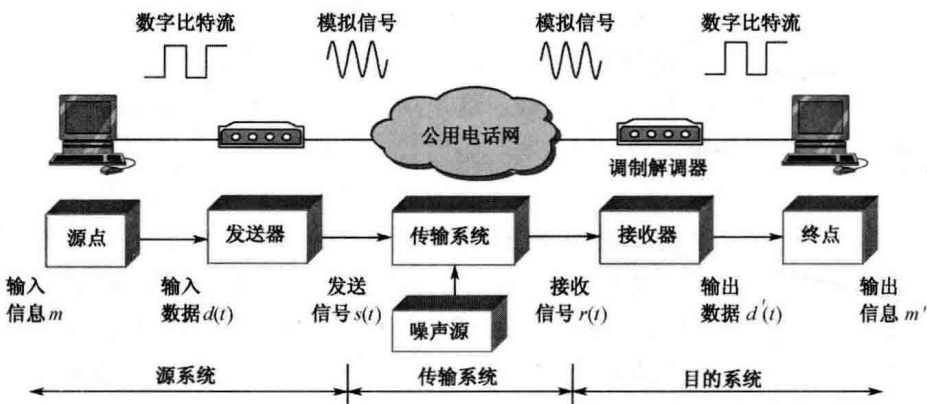 数字比特流 模拟信号 模拟信号 数字比特流
公用电话网
调制解调器
源点 发送器 传输系统 接收器 终点
输入 输入 发送 接收 输出 输出
信息 m 数据 d(t) 信号 s(t) 信号 r(t) 数据 d'(t) 信息 m'
噪声源
源系统 传输系统 目的系统